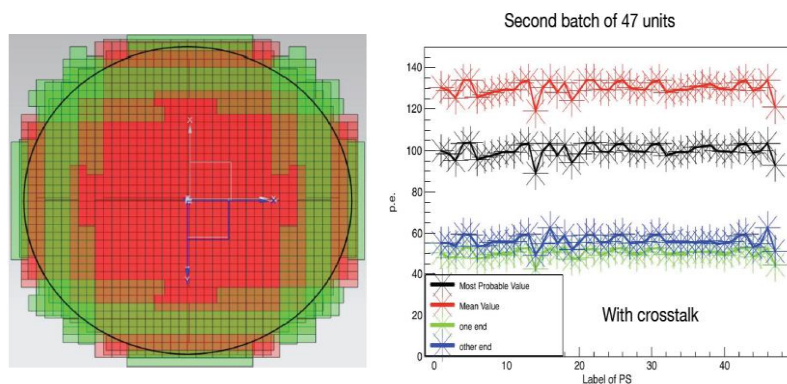 Second batch of 47 units
X
X
Y
p.e.
140
120
100
80
60
40
20
0
Most Probable Value
Mean Value
one end
other end
With crosstalk
0 10 20 30 40
Label of PS